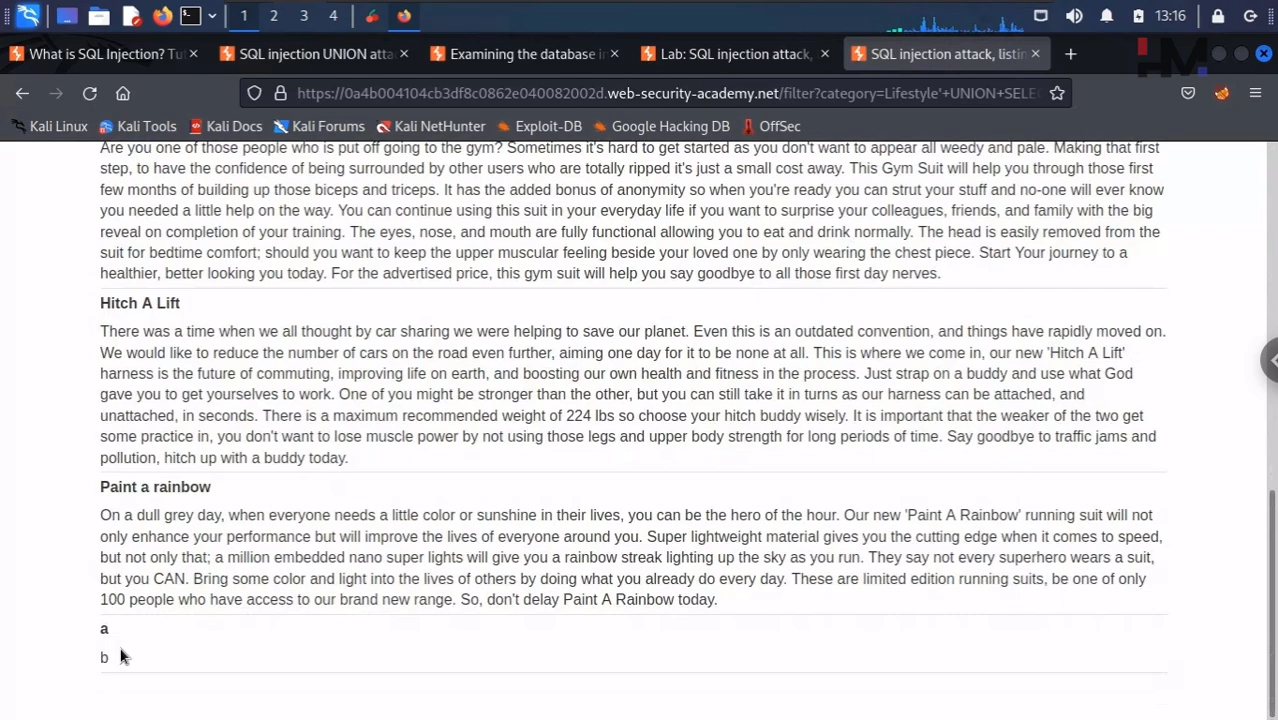 1 2 3 4 13:16
What is SQL Injection? Tut SQL injection UNION atta Examining the database in Lab: SQL injection attack, SQL injection attack, listin
HM
https://0a4b004104cb3df8c0862e040082002d.web-security-academy.net/filter?category=Lifestyle'+UNION+SELEC
Kali Linux Kali Tools Kali Docs Kali Forums Kali NetHunter Exploit-DB Google Hacking DB OffSec
Are you one of those people who is put off going to the gym? Sometimes it's hard to get started as you don't want to appear all weedy and pale. Making that first
step, to have the confidence of being surrounded by other users who are totally ripped it's just a small cost away. This Gym Suit will help you through those first
few months of building up those biceps and triceps. It has the added bonus of anonymity so when you're ready you can strut your stuff and no-one will ever know
you needed a little help on the way. You can continue using this suit in your everyday life if you want to surprise your colleagues, friends, and family with the big
reveal on completion of your training. The eyes, nose, and mouth are fully functional allowing you to eat and drink normally. The head is easily removed from the
suit for bedtime comfort; should you want to keep the upper muscular feeling beside your loved one by only wearing the chest piece. Start Your journey to a
healthier, better looking you today. For the advertised price, this gym suit will help you say goodbye to all those first day nerves.
Hitch A Lift
There was a time when we all thought by car sharing we were helping to save our planet. Even this is an outdated convention, and things have rapidly moved on.
We would like to reduce the number of cars on the road even further, aiming one day for it to be none at all. This is where we come in, our new 'Hitch A Lift'
harness is the future of commuting, improving life on earth, and boosting our own health and fitness in the process. Just strap on a buddy and use what God
gave you to get yourselves to work. One of you might be stronger than the other, but you can still take it in turns as our harness can be attached, and
unattached, in seconds. There is a maximum recommended weight of 224 lbs so choose your hitch buddy wisely. It is important that the weaker of the two get
some practice in, you don't want to lose muscle power by not using those legs and upper body strength for long periods of time. Say goodbye to traffic jams and
pollution, hitch up with a buddy today.
Paint a rainbow
On a dull grey day, when everyone needs a little color or sunshine in their lives, you can be the hero of the hour. Our new 'Paint A Rainbow' running suit will not
only enhance your performance but will improve the lives of everyone around you. Super lightweight material gives you the cutting edge when it comes to speed,
but not only that; a million embedded nano super lights will give you a rainbow streak lighting up the sky as you run. They say not every superhero wears a suit,
but you CAN. Bring some color and light into the lives of others by doing what you already do every day. These are limited edition running suits, be one of only
100 people who have access to our brand new range. So, don't delay Paint A Rainbow today.
a
b